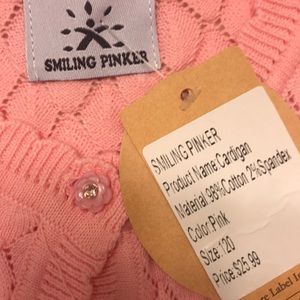 SMILING PINKER
SMILING PINKER
Product Name:Cardigan
Material:98%Cotton 2%Spandex
Color:Pink
Size:120
Price:$25.99
Label